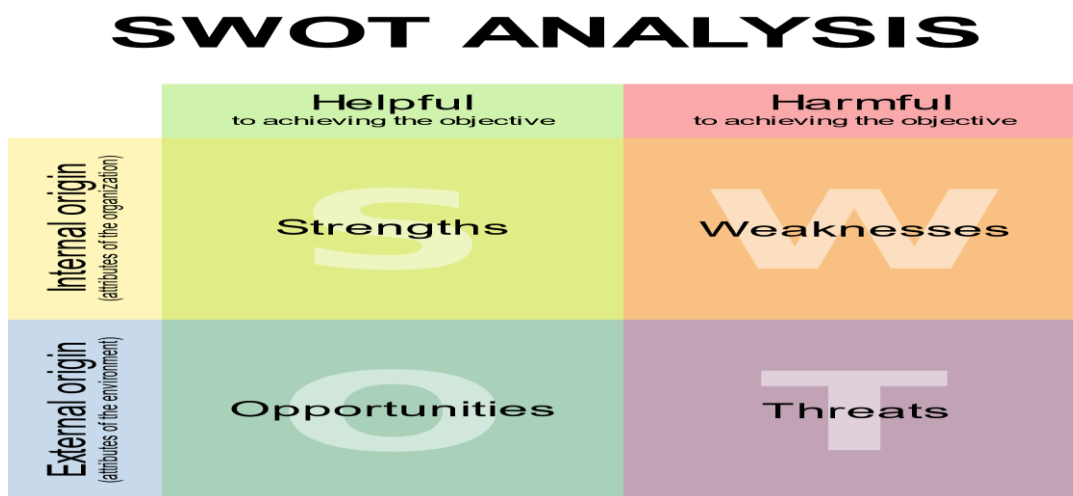 SWOT ANALYSIS
Helpful
to achieving the objective
Harmful
to achieving the objective
Internal origin
(attributes of the organization)
S
Strengths
W
Weaknesses
External origin
(attributes of the environment)
O
Opportunities
T
Threats